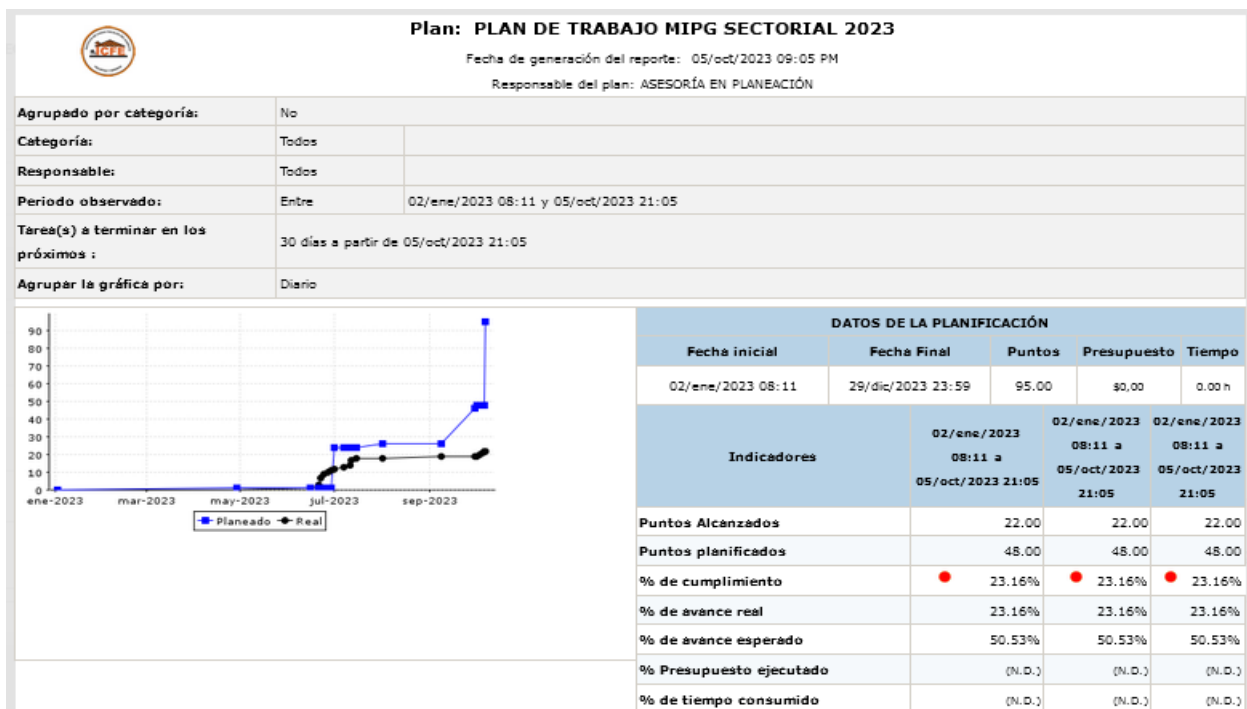 ICFE
Plan: PLAN DE TRABAJO MIPG SECTORIAL 2023
Fecha de generación del reporte: 05/oct/2023 09:05 PM
Responsable del plan: ASESORÍA EN PLANEACIÓN
Agrupado por categoría: No
Categoría: Todos
Responsable: Todos
Periodo observado: Entre 02/ene/2023 08:11 y 05/oct/2023 21:05
Tarea(s) a terminar en los
próximos : 30 días a partir de 05/oct/2023 21:05
Agrupar la gráfica por: Diario
90
80
70
60
50
40
30
20
10
0
ene-2023 mar-2023 may-2023 jul-2023 sep-2023
Planeado Real
DATOS DE LA PLANIFICACIÓN
Fecha inicial Fecha Final Puntos Presupuesto Tiempo
02/ene/2023 08:11 29/dic/2023 23:59 95.00 $0,00 0.00 h
Indicadores
02/ene/2023
08:11 a
05/oct/2023 21:05
02/ene/2023
08:11 a
05/oct/2023
21:05
02/ene/2023
08:11 a
05/oct/2023
21:05
Puntos Alcanzados 22.00 22.00 22.00
Puntos planificados 48.00 48.00 48.00
% de cumplimiento 23.16% 23.16% 23.16%
% de avance real 23.16% 23.16% 23.16%
% de avance esperado 50.53% 50.53% 50.53%
% Presupuesto ejecutado (N.D.) (N.D.) (N.D.)
% de tiempo consumido (N.D.) (N.D.) (N.D.)